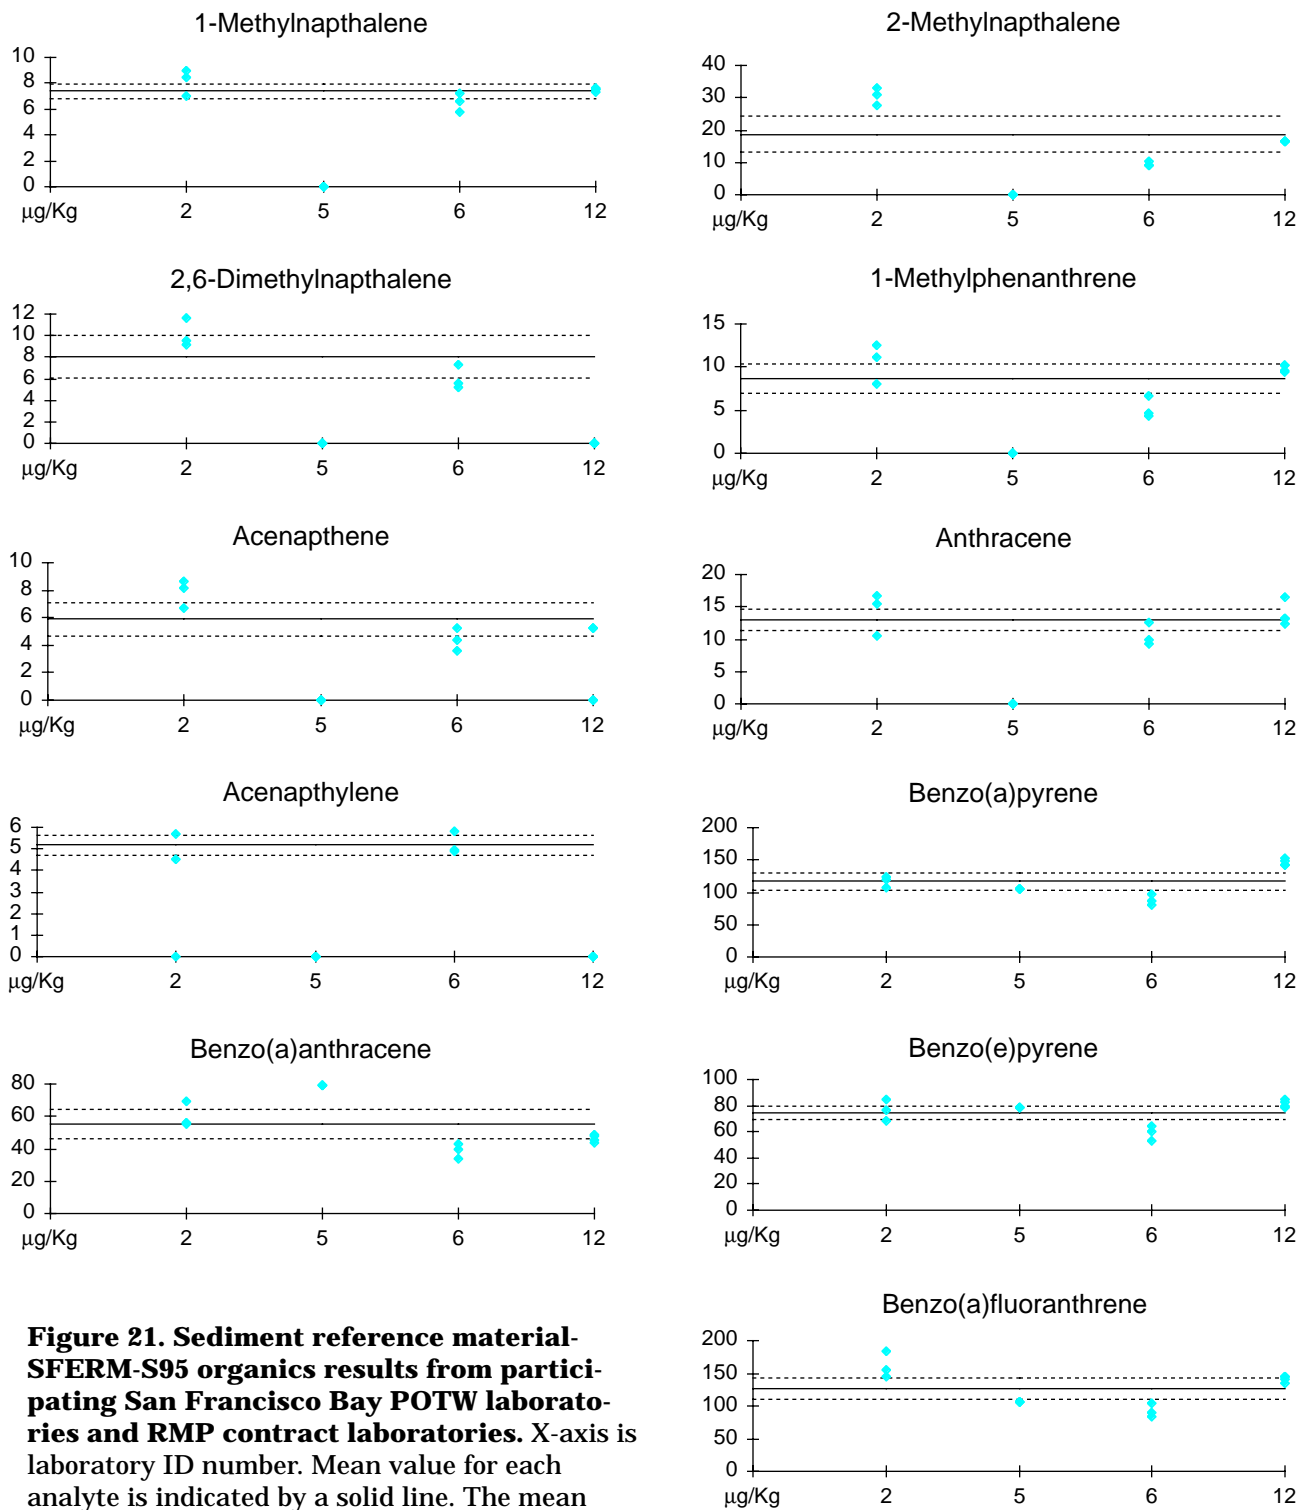 1-Methylnapthalene
10
8
6
4
2
0
µg/Kg 2 5 6 12
2-Methylnapthalene
40
30
20
10
0
µg/Kg 2 5 6 12
2,6-Dimethylnapthalene
12
10
8
6
4
2
0
µg/Kg 2 5 6 12
1-Methylphenanthrene
15
10
5
0
µg/Kg 2 5 6 12
Acenapthene
10
8
6
4
2
0
µg/Kg 2 5 6 12
Anthracene
20
15
10
5
0
µg/Kg 2 5 6 12
Acenapthylene
6
5
4
3
2
1
0
µg/Kg 2 5 6 12
Benzo(a)pyrene
200
150
100
50
0
µg/Kg 2 5 6 12
Benzo(a)anthracene
80
60
40
20
0
µg/Kg 2 5 6 12
Benzo(e)pyrene
100
80
60
40
20
0
µg/Kg 2 5 6 12
Benzo(a)fluoranthrene
200
150
100
50
0
µg/Kg 2 5 6 12
Figure 21. Sediment reference material-
SFERM-S95 organics results from partici-
pating San Francisco Bay POTW laborato-
ries and RMP contract laboratories. X-axis is
laboratory ID number. Mean value for each
analyte is indicated by a solid line. The mean